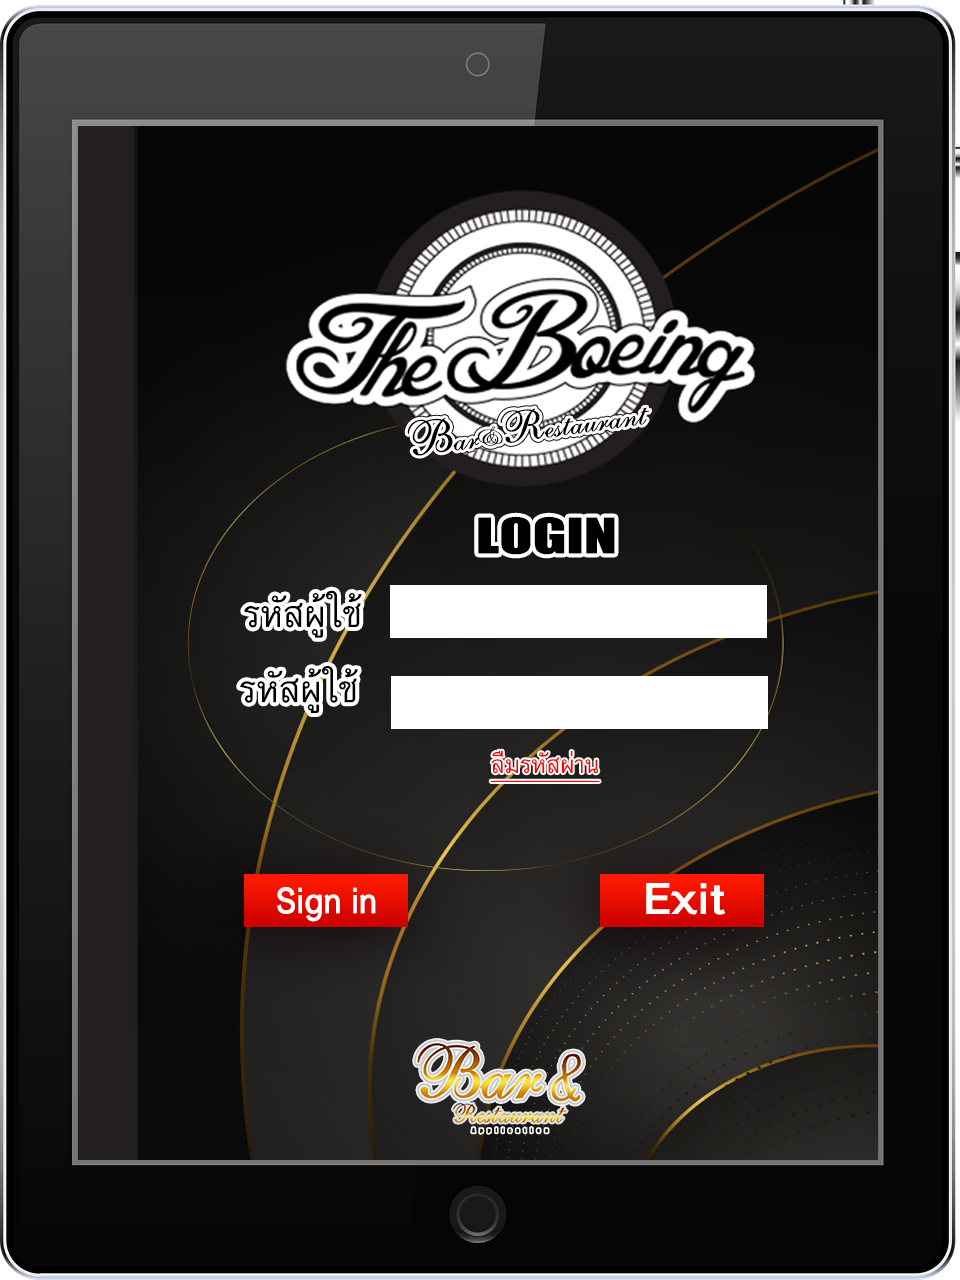 The Boeing
Bar & Restaurant
LOGIN
รหัสผู้ใช้
รหัสผู้ใช้
ลืมรหัสผ่าน
Sign in
Exit
Bar &
Restaurant
Application